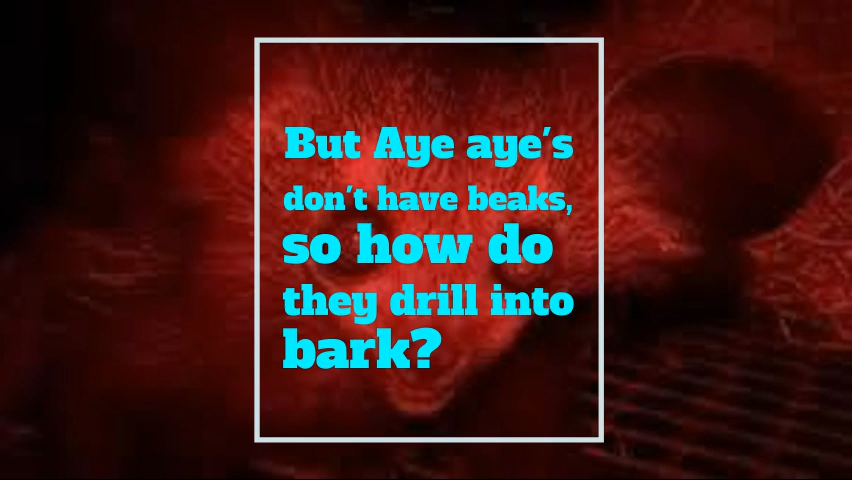 But Aye aye's
don't have beaks,
so how do
they drill into
bark?